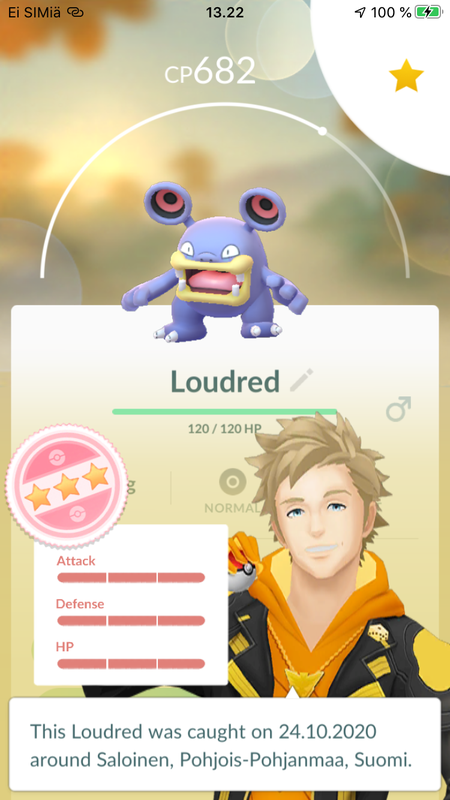 Ei SIMiä 13.22 100 %
CP682
Loudred
120 / 120 HP
NORMAL
Attack
Defense
HP
This Loudred was caught on 24.10.2020
around Saloinen, Pohjois-Pohjanmaa, Suomi.